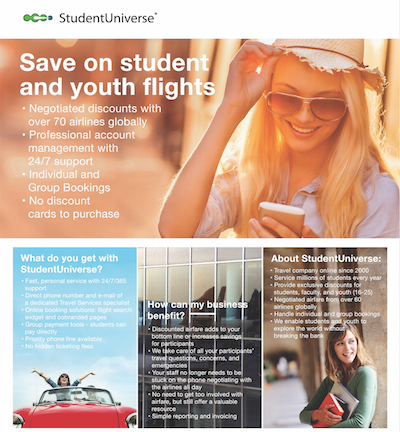 StudentUniverse®
Save on student
and youth flights
• Negotiated discounts with
over 70 airlines globally
• Professional account
management with
24/7 support
• Individual and
Group Bookings
• No discount
cards to purchase
What do you get with
StudentUniverse?
• Fast, personal service with 24/7/365
support
• Direct phone number and e-mail of
a dedicated Travel Services specialist
• Online booking solutions: flight search
widget and cobranded pages
• Group payment tools - students can
pay directly
• Priority phone line available
• No hidden ticketing fees
How can my business
benefit?
• Discounted airfare adds to your
bottom line or increases savings
for participants
• We take care of all your participants'
travel questions, concerns, and
emergencies
• Your staff no longer needs to be
stuck on the phone negotiating with
the airlines all day
• No need to get too involved with
airfare, but still offer a valuable
resource
• Simple reporting and invoicing
About StudentUniverse:
• Travel company online since 2000
• Service millions of students every year
• Provide exclusive discounts for
students, faculty, and youth (16-25)
• Negotiated airfare from over 60
airlines globally
• Handle individual and group bookings
• We enable students and youth to
explore the world without
breaking the bank